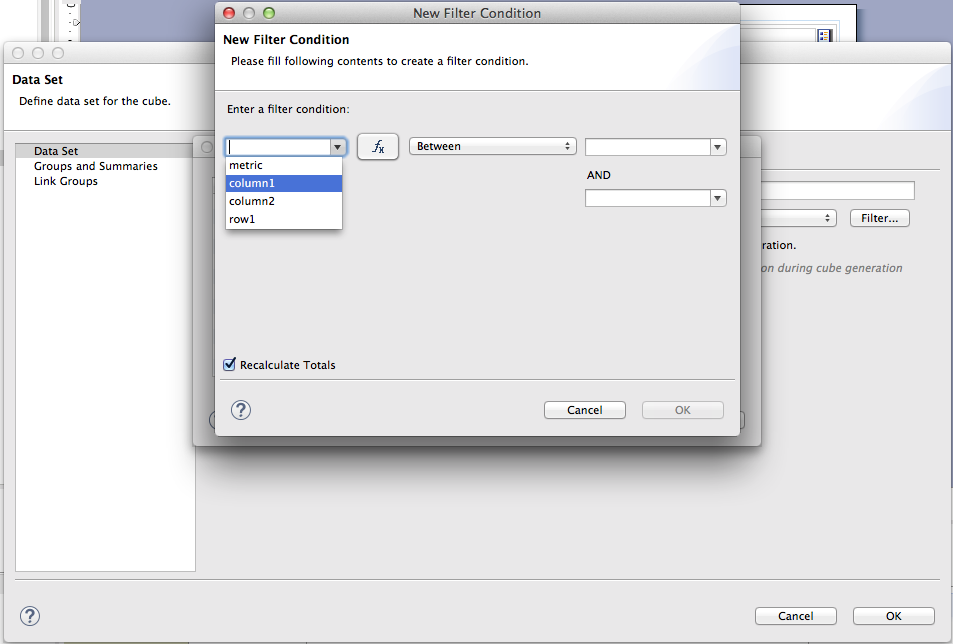 New Filter Condition
New Filter Condition
Please fill following contents to create a filter condition.
Enter a filter condition:
fx
Between
metric
column1
column2
row1
AND
Recalculate Totals
?
Cancel
OK
Data Set
Define data set for the cube.
Data Set
Groups and Summaries
Link Groups
Filter...
ration.
on during cube generation
?
Cancel
OK